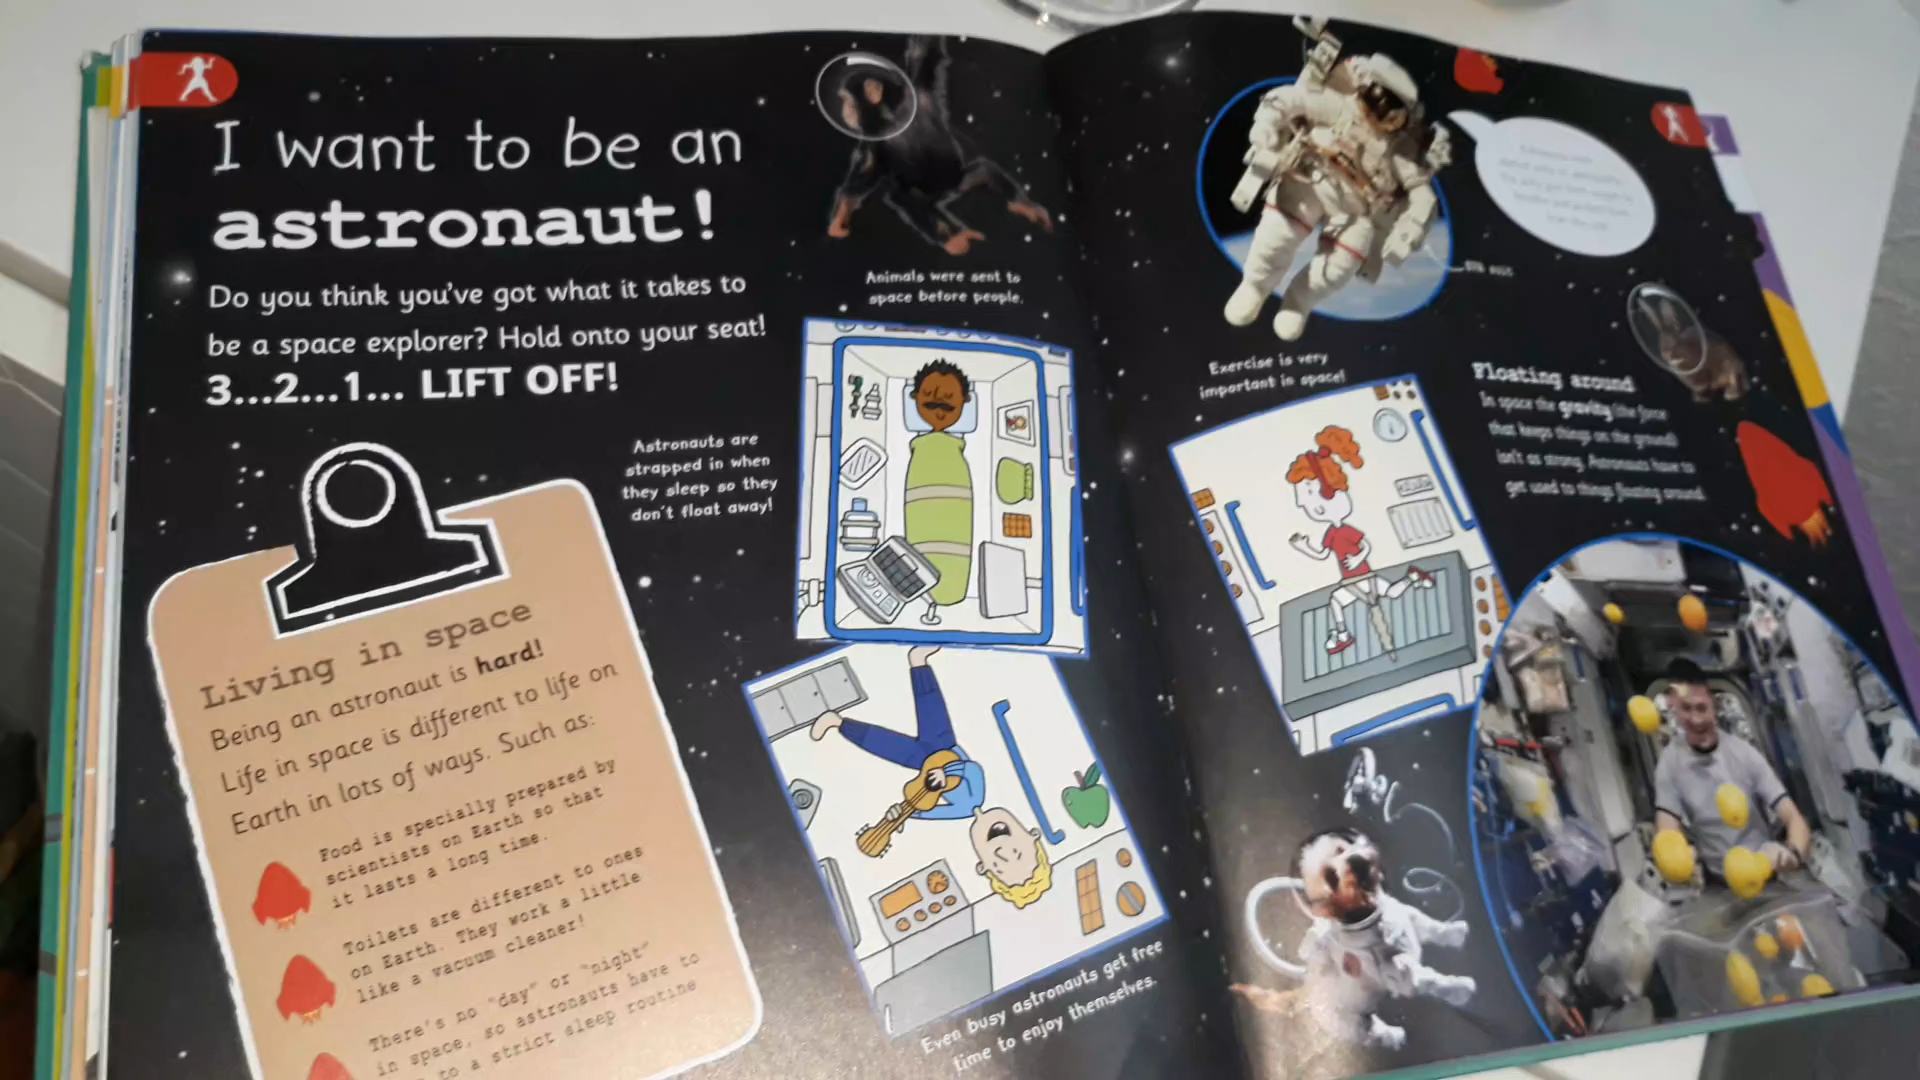 I want to be an
astronaut!
Do you think you've got what it takes to
be a space explorer? Hold onto your seat!
3...2...1... LIFT OFF!
Animals were sent to
space before people.
Astronauts are
strapped in when
they sleep so they
don't float away!
Living in space
Being an astronaut is hard!
Life in space is different to life on
Earth in lots of ways. Such as:
Food is specially prepared by
scientists on Earth so that
it lasts a long time.
Toilets are different to ones
on Earth. They work a little
like a vacuum cleaner!
There's no "day" or "night"
in space, so astronauts have to
to a strict sleep routine
Even busy astronauts get free
time to enjoy themselves.
Exercise is very
important in space!
Floating around
In space the gravity (the force
that keeps things on the ground)
isn't as strong. Astronauts have to
get used to things floating around